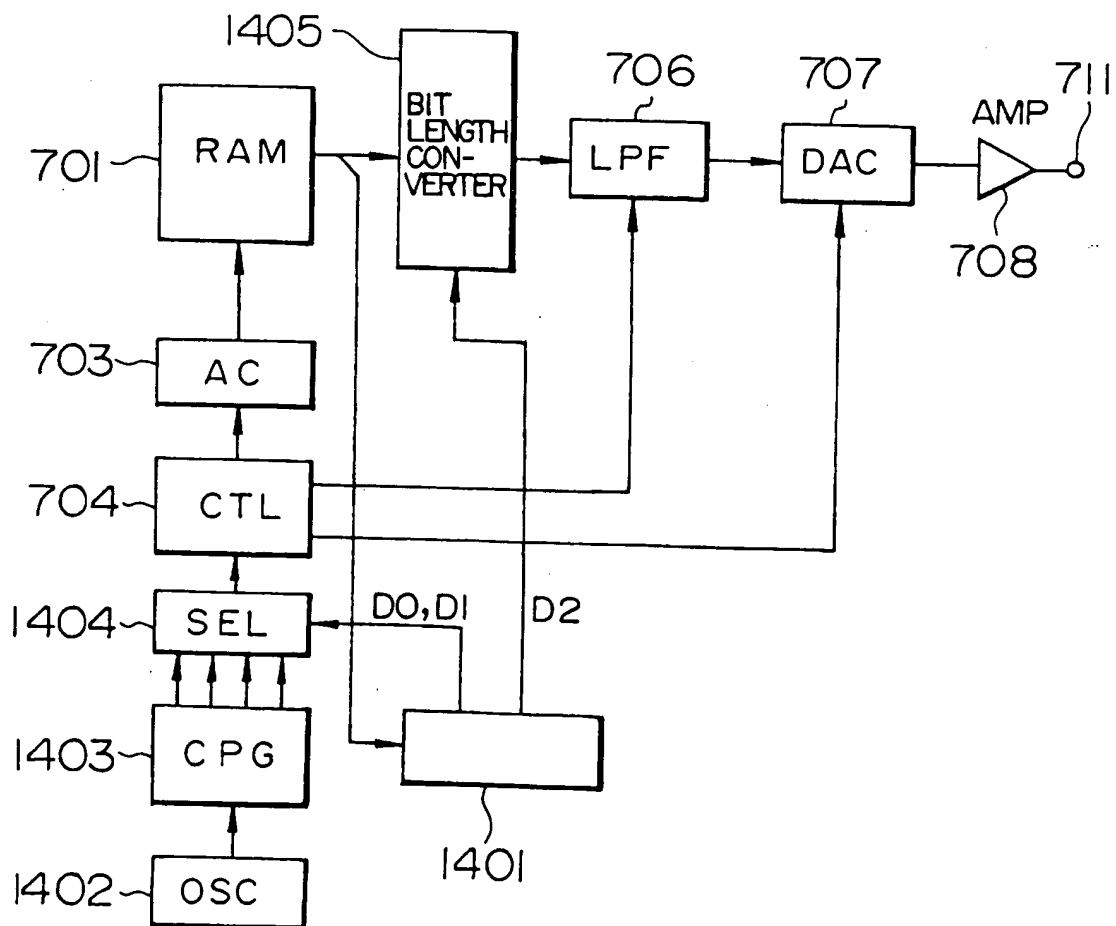 1405
BIT
LENGTH
CON-
VERTER
706
707
711
AMP
RAM
701
LPF
DAC
708
703
AC
704
CTL
1404
SEL
D0, D1
D2
1403
CPG
1401
1402
OSC